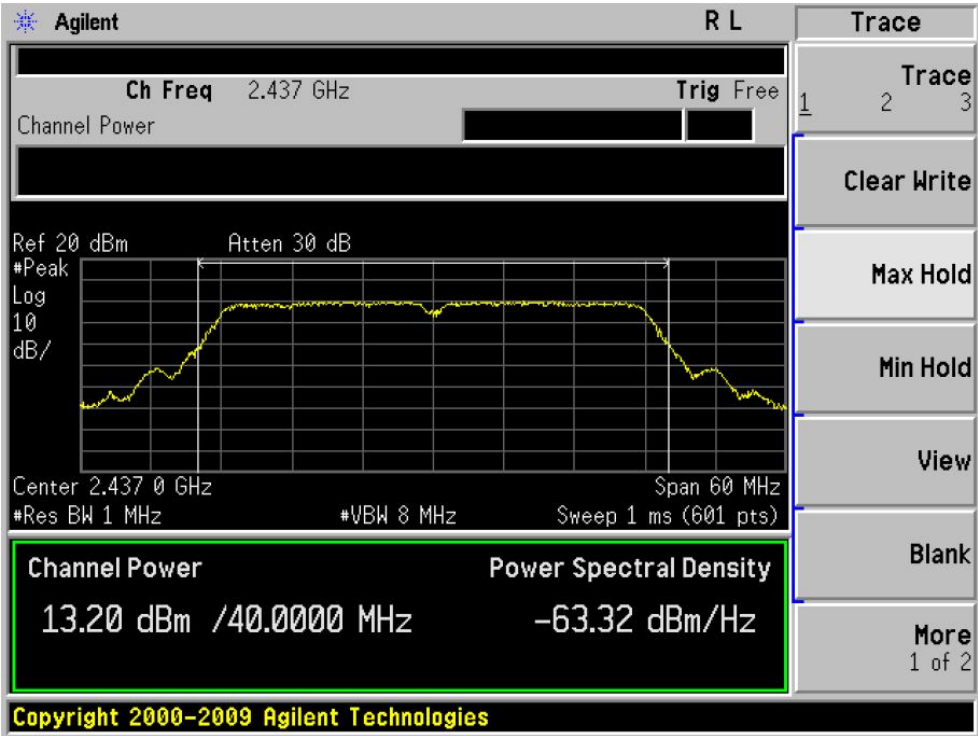 Agilent R L Trace
Ch Freq 2.437 GHz Trig Free
Trace
1 2 3
Channel Power
Clear Write
Ref 20 dBm Atten 30 dB
#Peak
Log
10
dB/
Max Hold
Min Hold
View
Center 2.437 0 GHz Span 60 MHz
#Res BW 1 MHz #VBW 8 MHz Sweep 1 ms (601 pts)
Blank
Channel Power Power Spectral Density
13.20 dBm /40.0000 MHz -63.32 dBm/Hz
More
1 of 2
Copyright 2000-2009 Agilent Technologies